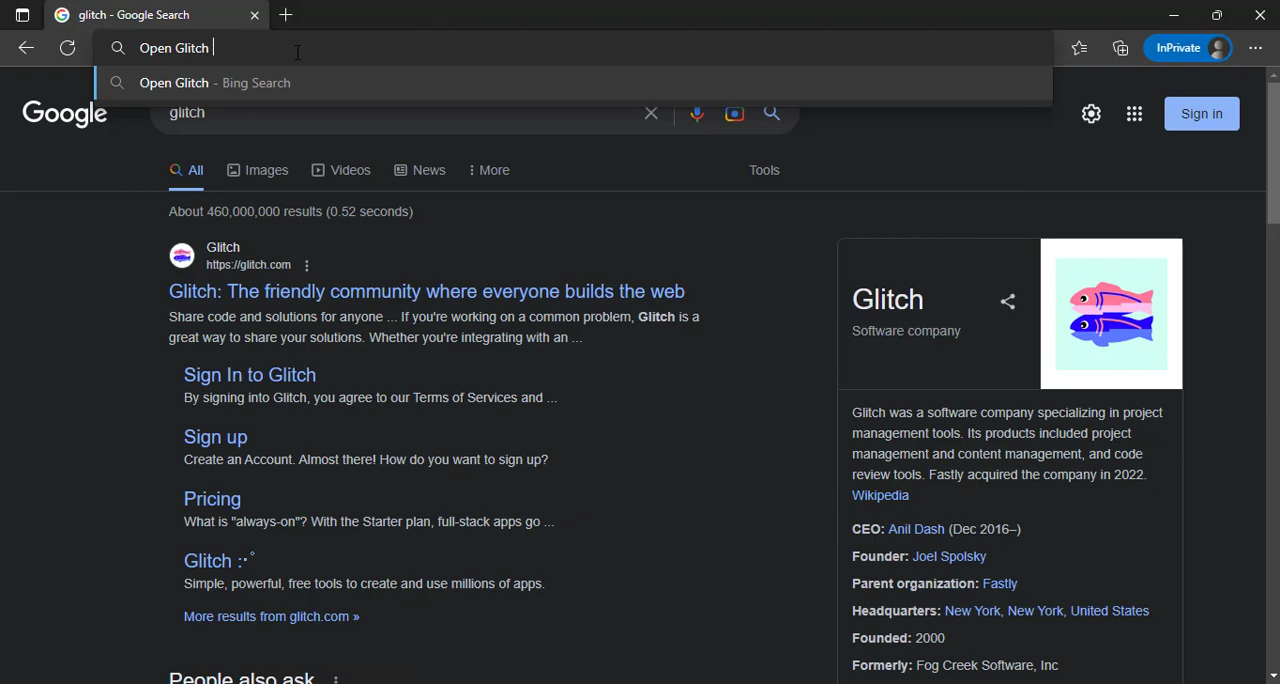 glitch - Google Search
InPrivate
Open Glitch
Open Glitch - Bing Search
Google
glitch
Sign in
All
Images
Videos
News
More
Tools
About 460,000,000 results (0.52 seconds)
Glitch
https://glitch.com
Glitch: The friendly community where everyone builds the web
Share code and solutions for anyone ... If you're working on a common problem, Glitch is a
great way to share your solutions. Whether you're integrating with an ...
Sign In to Glitch
By signing into Glitch, you agree to our Terms of Services and ...
Sign up
Create an Account. Almost there! How do you want to sign up?
Pricing
What is "always-on"? With the Starter plan, full-stack apps go ...
Glitch :·˚
Simple, powerful, free tools to create and use millions of apps.
More results from glitch.com »
People also ask
Glitch
Software company
Glitch was a software company specializing in project
management tools. Its products included project
management and content management, and code
review tools. Fastly acquired the company in 2022.
Wikipedia
CEO: Anil Dash (Dec 2016–)
Founder: Joel Spolsky
Parent organization: Fastly
Headquarters: New York, New York, United States
Founded: 2000
Formerly: Fog Creek Software, Inc